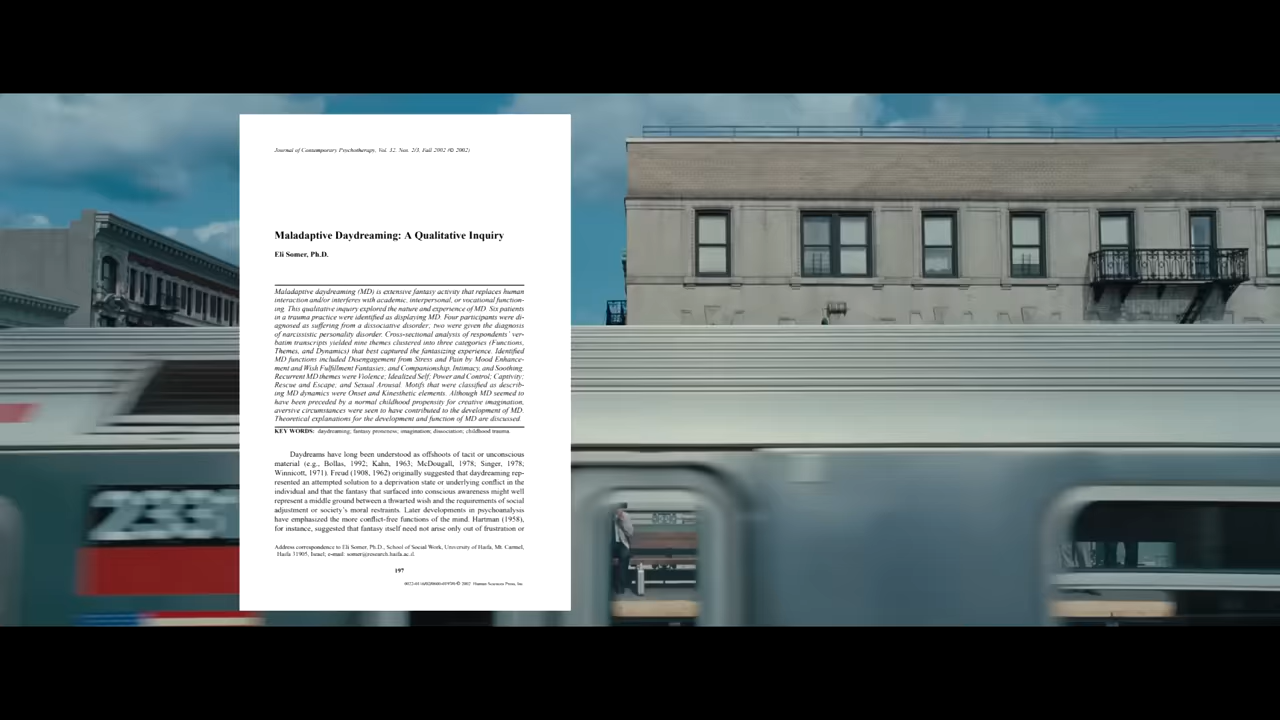 Journal of Contemporary Psychotherapy, Vol. 32, Nos. 2/3, Fall 2002 (© 2002)
Maladaptive Daydreaming: A Qualitative Inquiry
Eli Somer, Ph.D.
Maladaptive daydreaming (MD) is extensive fantasy activity that replaces human
interaction and/or interferes with academic, interpersonal, or vocational function-
ing. This qualitative inquiry explored the nature and experience of MD. Six patients
in a trauma practice were identified as displaying MD. Four participants were di-
agnosed as suffering from a dissociative disorder; two were given the diagnosis
of narcissistic personality disorder. Cross-sectional analysis of respondents' ver-
batim transcripts yielded nine themes clustered into three categories (Functions,
Themes, and Dynamics) that best captured the fantasizing experience. Identified
MD functions included Disengagement from Stress and Pain by Mood Enhance-
ment and Wish Fulfillment Fantasies, and Companionship, Intimacy, and Soothing.
Recurrent MD themes were Violence; Idealized Self; Power and Control; Captivity;
Rescue and Escape; and Sexual Arousal. Motifs that were classified as describ-
ing MD dynamics were Onset and Kinesthetic elements. Although MD seemed to
have been preceded by a normal childhood propensity for creative imagination,
aversive circumstances were seen to have contributed to the development of MD.
Theoretical explanations for the development and function of MD are discussed.
KEY WORDS: daydreaming; fantasy proneness; imagination; dissociation; childhood trauma.
Daydreams have long been understood as offshoots of tacit or unconscious
material (e.g., Bollas, 1992; Kahn, 1963; McDougall, 1978; Singer, 1978;
Winnicott, 1971). Freud (1908, 1962) originally suggested that daydreaming rep-
resented an attempted solution to a deprivation state or underlying conflict in the
individual and that the fantasy that surfaced into conscious awareness might well
represent a middle ground between a thwarted wish and the requirements of social
adjustment or society's moral restraints. Later developments in psychoanalysis
have emphasized the more conflict-free functions of the mind. Hartman (1958),
for instance, suggested that fantasy itself need not arise only out of frustration or
Address correspondence to Eli Somer, Ph.D., School of Social Work, University of Haifa, Mt. Carmel,
Haifa 31905, Israel; e-mail: somer@research.haifa.ac.il.
197
2002 Human Sciences Press, Inc.
233